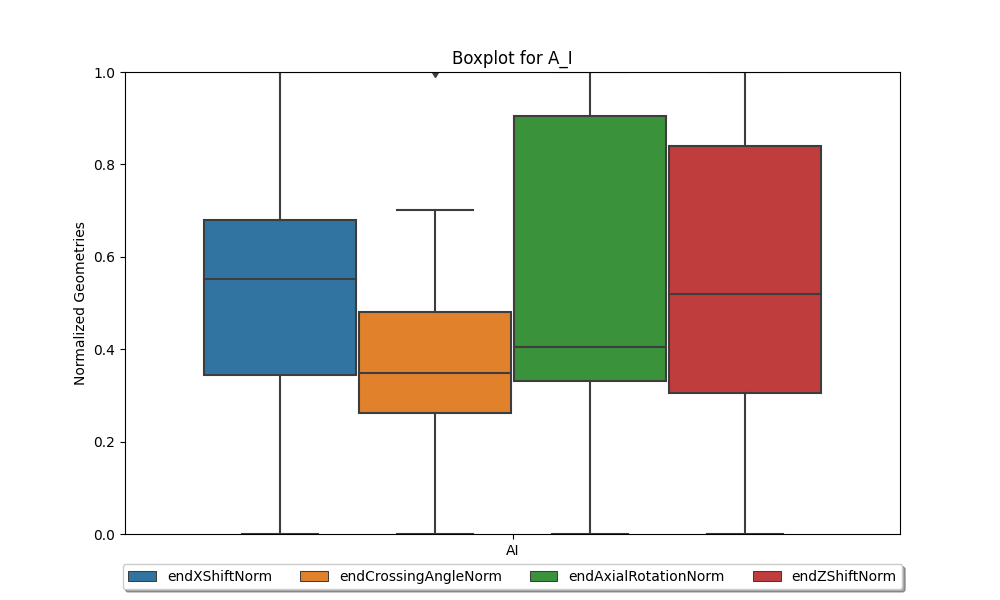 Boxplot for A_I
1.0
0.8
0.6
0.4
0.2
0.0
Normalized Geometries
AI
endXShiftNorm endCrossingAngleNorm endAxialRotationNorm endZShiftNorm